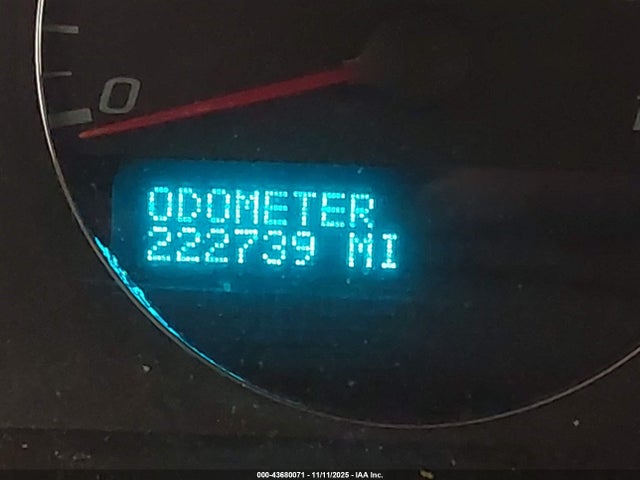 0
ODOMETER
222739 MI
000-43680071 - 11/11/2025 - IAA Inc.